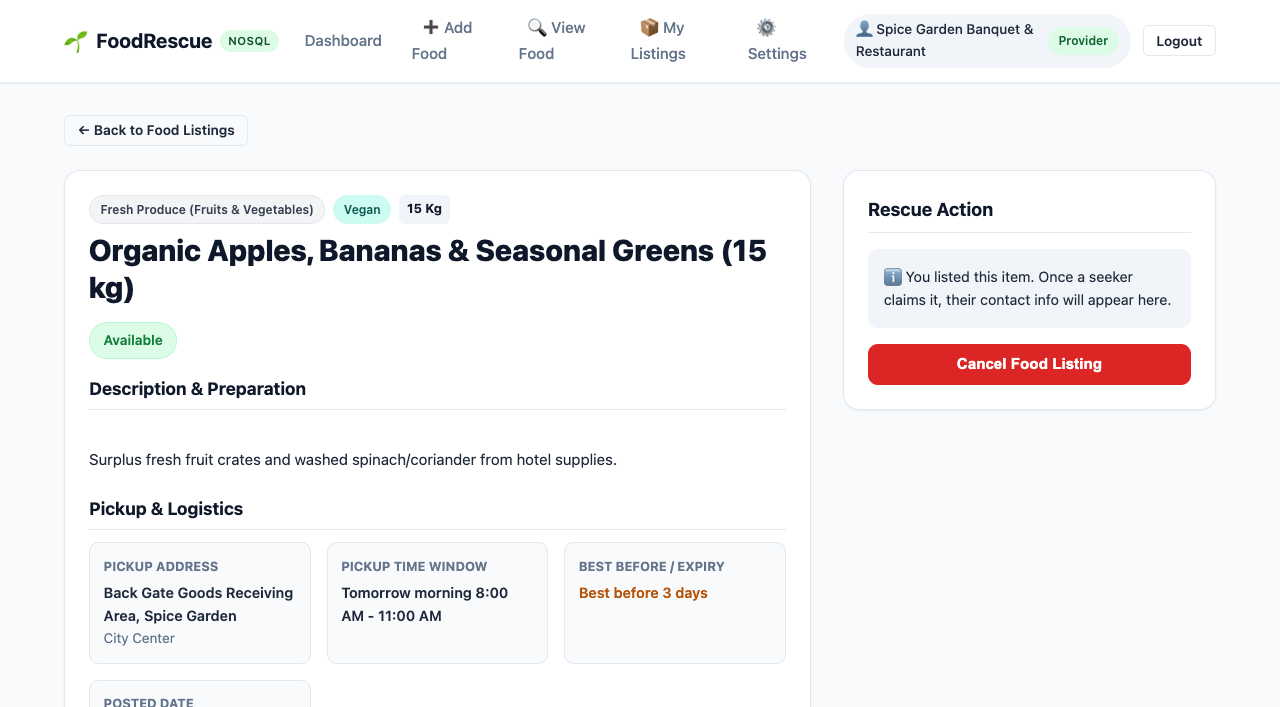 FoodRescue NOSQL
Dashboard
➕ Add
Food
🔍 View
Food
📦 My
Listings
⚙️
Settings
👤 Spice Garden Banquet &
Restaurant
Provider
Logout
← Back to Food Listings
Fresh Produce (Fruits & Vegetables) Vegan 15 Kg
Organic Apples, Bananas & Seasonal Greens (15
kg)
Available
Description & Preparation
Surplus fresh fruit crates and washed spinach/coriander from hotel supplies.
Pickup & Logistics
PICKUP ADDRESS
Back Gate Goods Receiving
Area, Spice Garden
City Center
PICKUP TIME WINDOW
Tomorrow morning 8:00
AM - 11:00 AM
BEST BEFORE / EXPIRY
Best before 3 days
POSTED DATE
Rescue Action
ℹ️ You listed this item. Once a seeker
claims it, their contact info will appear here.
Cancel Food Listing